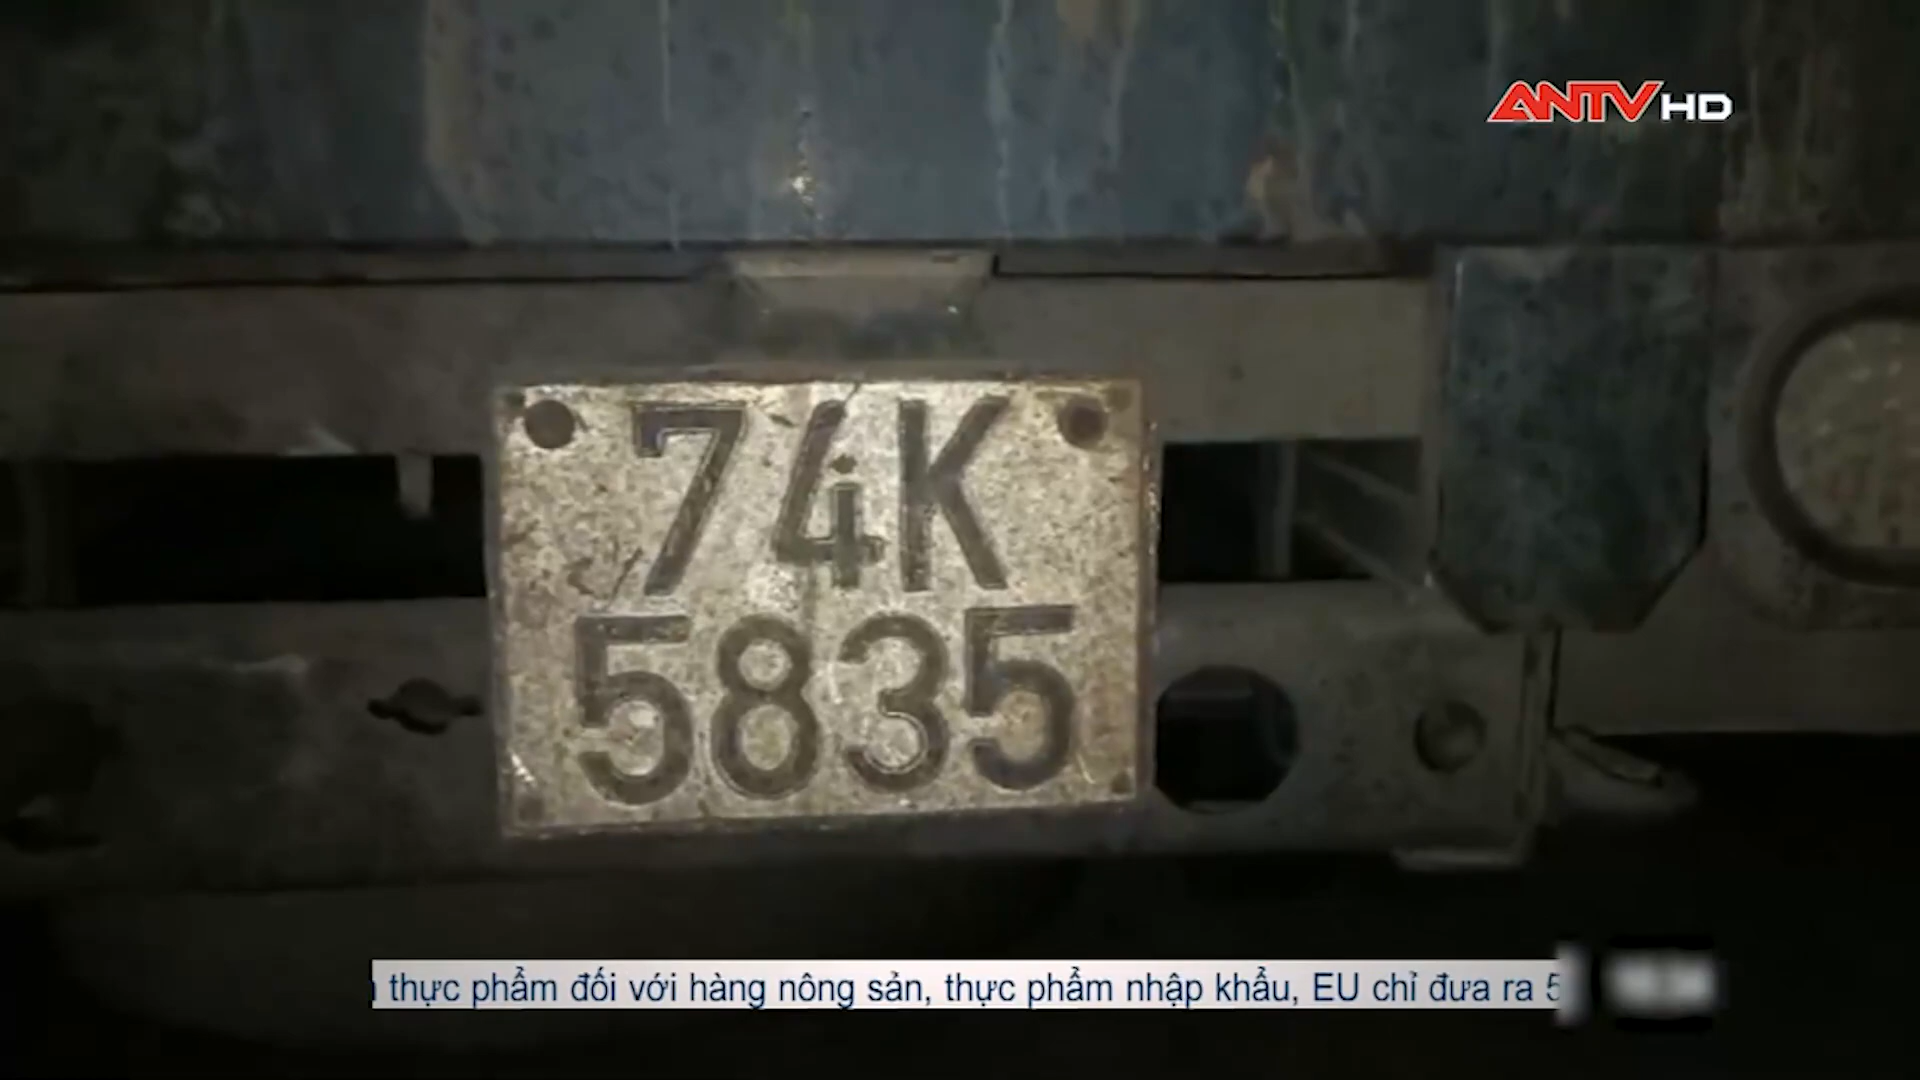 ANTV HD
74K
5835
thực phẩm đối với hàng nông sản, thực phẩm nhập khẩu, EU chỉ đưa ra 5